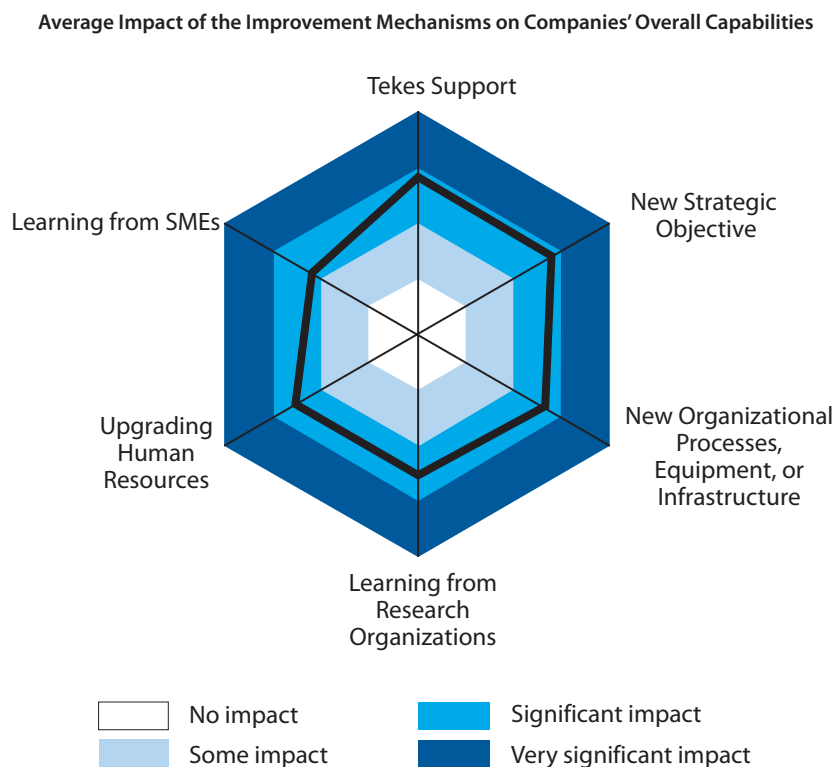 Average Impact of the Improvement Mechanisms on Companies’ Overall Capabilities
Tekes Support
New Strategic
Objective
Learning from SMEs
New Organizational
Processes,
Equipment, or
Infrastructure
Upgrading
Human
Resources
Learning from
Research
Organizations
No impact
Significant impact
Some impact
Very significant impact